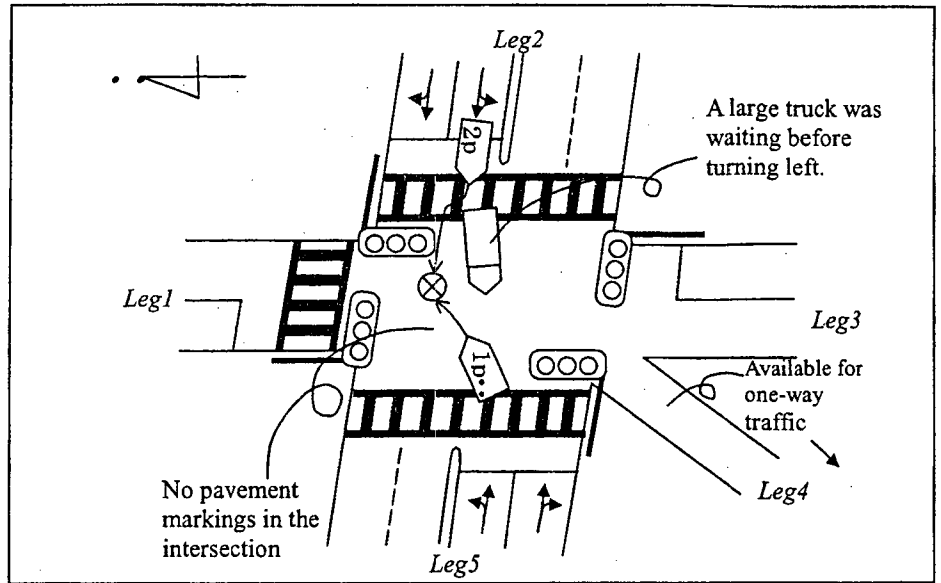 Leg2
A large truck was
waiting before
turning left.
2p
Leg1
Leg3
1p
Available for
one-way
traffic
Leg4
No pavement
markings in the
intersection
Leg5